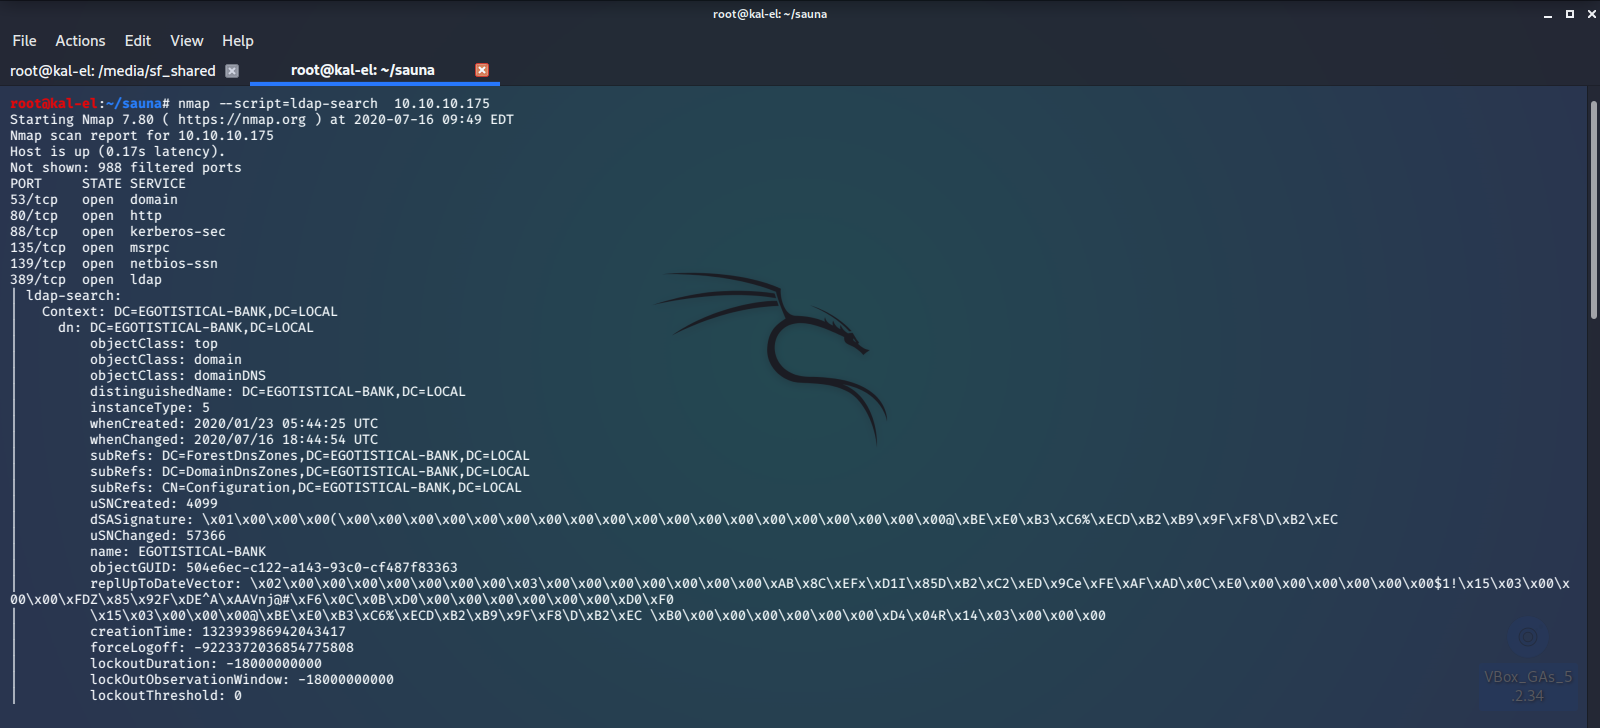 root@kal-el: ~/sauna
File Actions Edit View Help
root@kal-el: /media/sf_shared root@kal-el: ~/sauna
root@kal-el:~/sauna# nmap --script=ldap-search  10.10.10.175
Starting Nmap 7.80 ( https://nmap.org ) at 2020-07-16 09:49 EDT
Nmap scan report for 10.10.10.175
Host is up (0.17s latency).
Not shown: 988 filtered ports
PORT     STATE SERVICE
53/tcp   open  domain
80/tcp   open  http
88/tcp   open  kerberos-sec
135/tcp  open  msrpc
139/tcp  open  netbios-ssn
389/tcp  open  ldap
| ldap-search:
|   Context: DC=EGOTISTICAL-BANK,DC=LOCAL
|     dn: DC=EGOTISTICAL-BANK,DC=LOCAL
|         objectClass: top
|         objectClass: domain
|         objectClass: domainDNS
|         distinguishedName: DC=EGOTISTICAL-BANK,DC=LOCAL
|         instanceType: 5
|         whenCreated: 2020/01/23 05:44:25 UTC
|         whenChanged: 2020/07/16 18:44:54 UTC
|         subRefs: DC=ForestDnsZones,DC=EGOTISTICAL-BANK,DC=LOCAL
|         subRefs: DC=DomainDnsZones,DC=EGOTISTICAL-BANK,DC=LOCAL
|         subRefs: CN=Configuration,DC=EGOTISTICAL-BANK,DC=LOCAL
|         uSNCreated: 4099
|         dSASignature: \x01\x00\x00\x00(\x00\x00\x00\x00\x00\x00\x00\x00\x00\x00\x00\x00\x00\x00\x00\x00\x00\x00\x00@\xBE\xE0\xB3\xC6%\xECD\xB2\xB9\x9F\xF8\D\xB2\xEC
|         uSNChanged: 57366
|         name: EGOTISTICAL-BANK
|         objectGUID: 504e6ec-c122-a143-93c0-cf487f83363
|         replUpToDateVector: \x02\x00\x00\x00\x00\x00\x00\x00\x03\x00\x00\x00\x00\x00\x00\x00\xAB\x8C\xEFx\xD1I\x85D\xB2\xC2\xED\x9Ce\xFE\xAF\xAD\x0C\xE0\x00\x00\x00\x00\x00\x00$1!\x15\x03\x00\x00\x00\x00\xFDZ\x85\x92F\xDE^A\xAAVnj@#\xF6\x0C\x0B\xD0\x00\x00\x00\x00\x00\x00\xD0\xF0
|         \x15\x03\x00\x00\x00@\xBE\xE0\xB3\xC6%\xECD\xB2\xB9\x9F\xF8\D\xB2\xEC \xB0\x00\x00\x00\x00\x00\x00\xD4\x04R\x14\x03\x00\x00\x00
|         creationTime: 132393986942043417
|         forceLogoff: -9223372036854775808
|         lockoutDuration: -18000000000
|         lockOutObservationWindow: -18000000000
|         lockoutThreshold: 0
VBox_GAs_5
.2.34